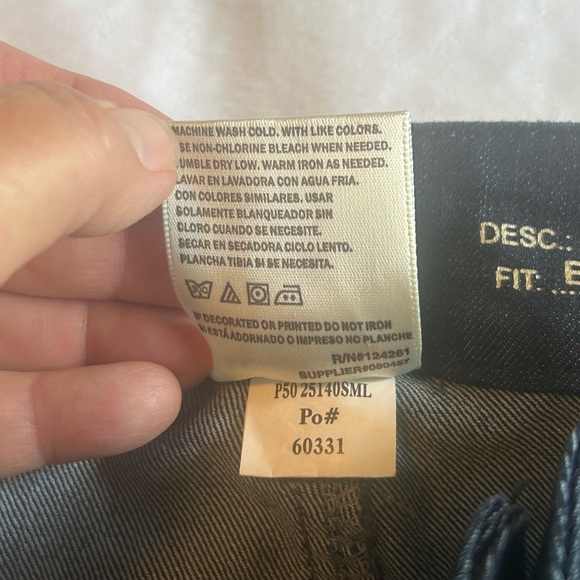 MACHINE WASH COLD. WITH LIKE COLORS.
SE NON-CHLORINE BLEACH WHEN NEEDED.
UMBLE DRY LOW. WARM IRON AS NEEDED.
LAVAR EN LAVADORA CON AGUA FRIA.
CON COLORES SIMILARES. USAR
SOLAMENTE BLANQUEADOR SIN
CLORO CUANDO SE NECESITE.
SECAR EN SECADORA CICLO LENTO.
PLANCHA TIBIA SI SE NECESITA.
IF DECORATED OR PRINTED DO NOT IRON
SI ESTÁ ADORNADO O IMPRESO NO PLANCHE
R/N#124261
SUPPLIER#080467
P50 25140SML
Po#
60331
DESC.:
FIT: E